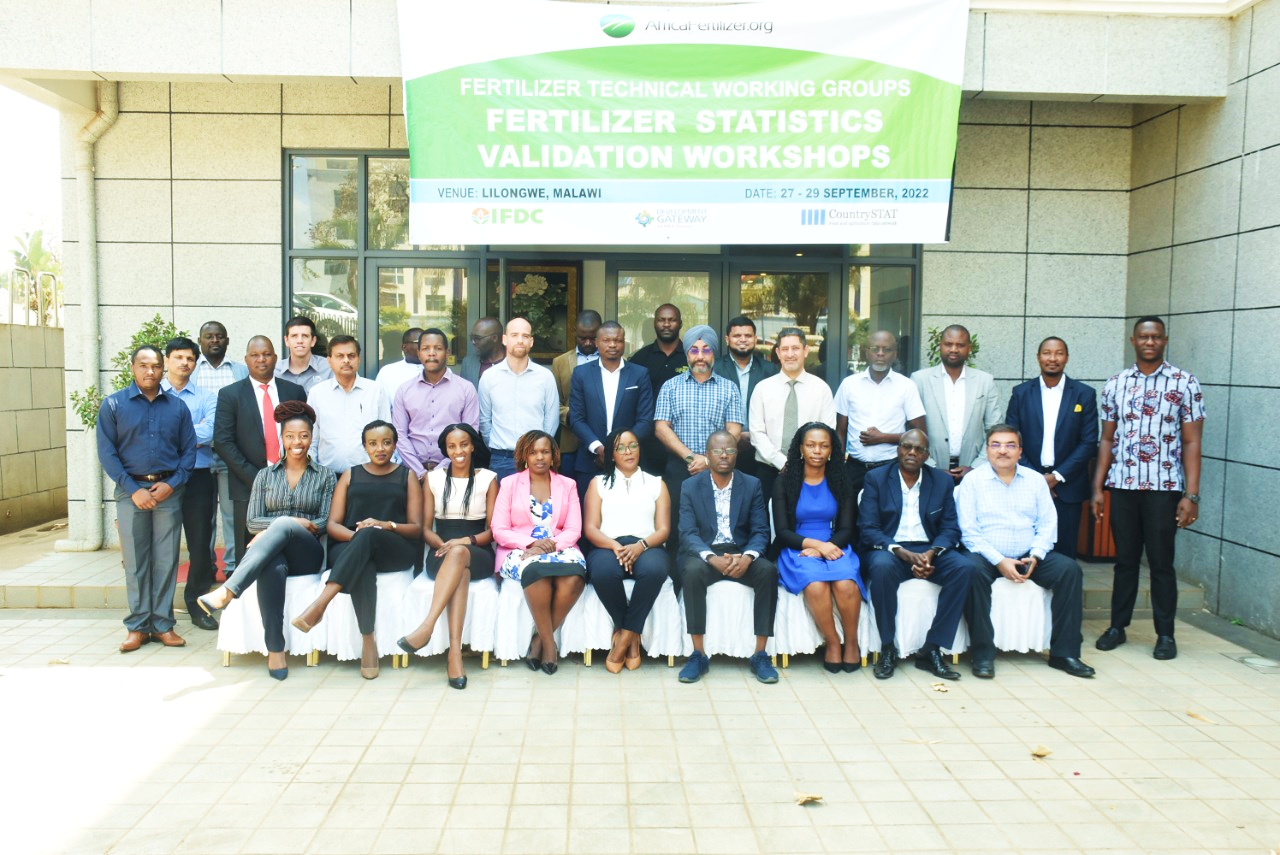 AfricaFertilizer.org
FERTILIZER TECHNICAL WORKING GROUPS
FERTILIZER STATISTICS
VALIDATION WORKSHOPS
VENUE: LILONGWE, MALAWI DATE: 27 - 29 SEPTEMBER, 2022
IFDC DEVELOPMENT GATEWAY CountrySTAT